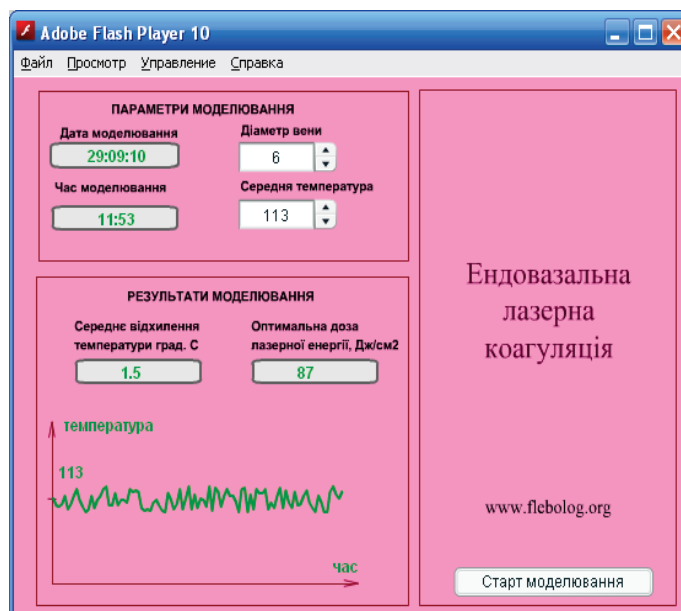 Adobe Flash Player 10
Файл Просмотр Управление Справка
ПАРАМЕТРИ МОДЕЛЮВАННЯ
Дата моделювання
29:09:10
Діаметр вени
6
Час моделювання
11:53
Середня температура
113
РЕЗУЛЬТАТИ МОДЕЛЮВАННЯ
Середнє відхилення
температури град. С
1.5
Оптимальна доза
лазерної енергії, Дж/см2
87
температура
113
час
Ендовазальна
лазерна
коагуляція
www.flebolog.org
Старт моделювання